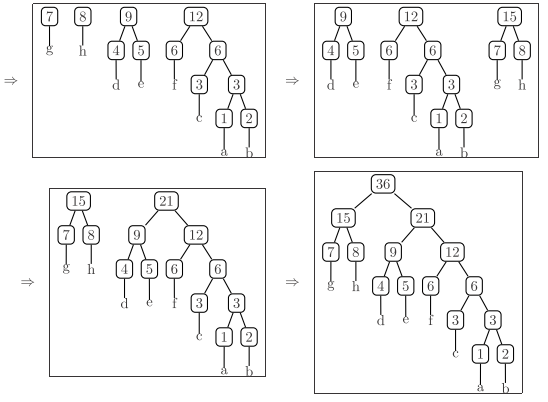 7 8 9 12
g h 4 5 6 6
d e f 3 3
c 1 2
a b
⇒
9 12 15
4 5 6 6 7 8
d e f 3 3 g h
c 1 2
a b
⇒
15 21
7 8 9 12
g h 4 5 6 6
d e f 3 3
c 1 2
a b
⇒
36
15 21
7 8 9 12
g h 4 5 6 6
d e f 3 3
c 1 2
a b
⇒